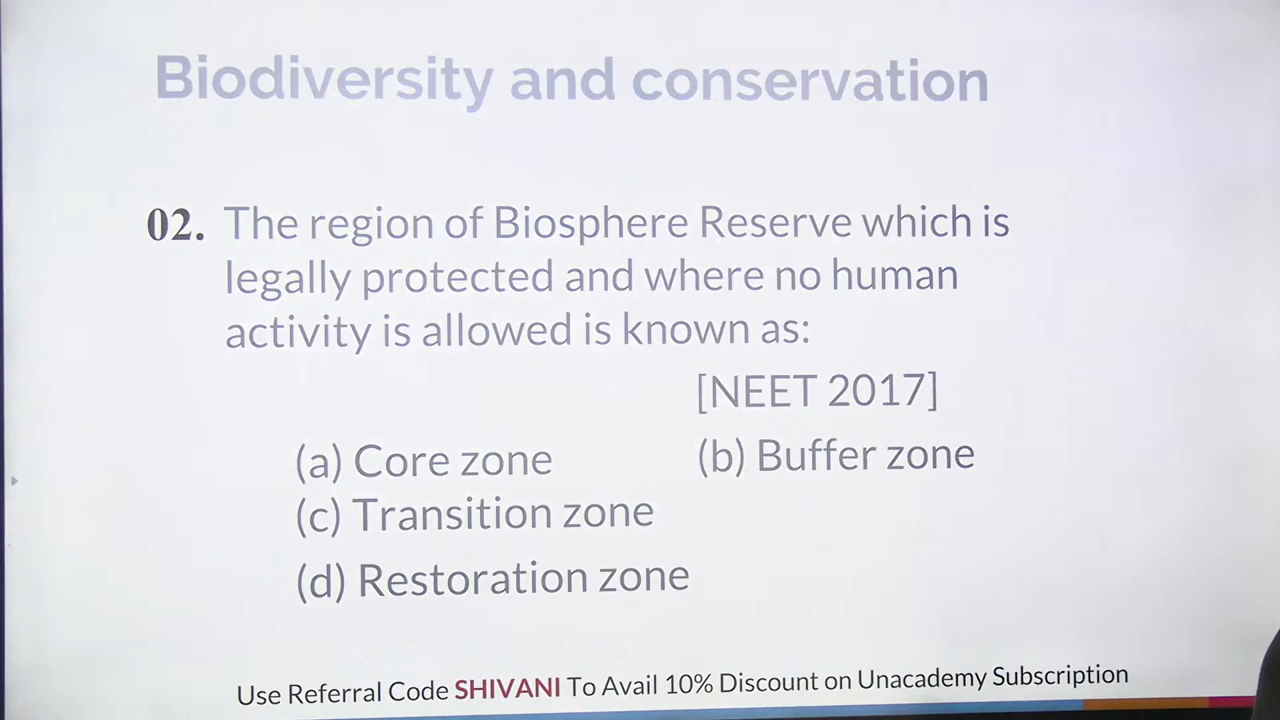 Biodiversity and conservation
02. The region of Biosphere Reserve which is
legally protected and where no human
activity is allowed is known as:
[NEET 2017]
(a) Core zone (b) Buffer zone
(c) Transition zone
(d) Restoration zone
Use Referral Code SHIVANI To Avail 10% Discount on Unacademy Subscription